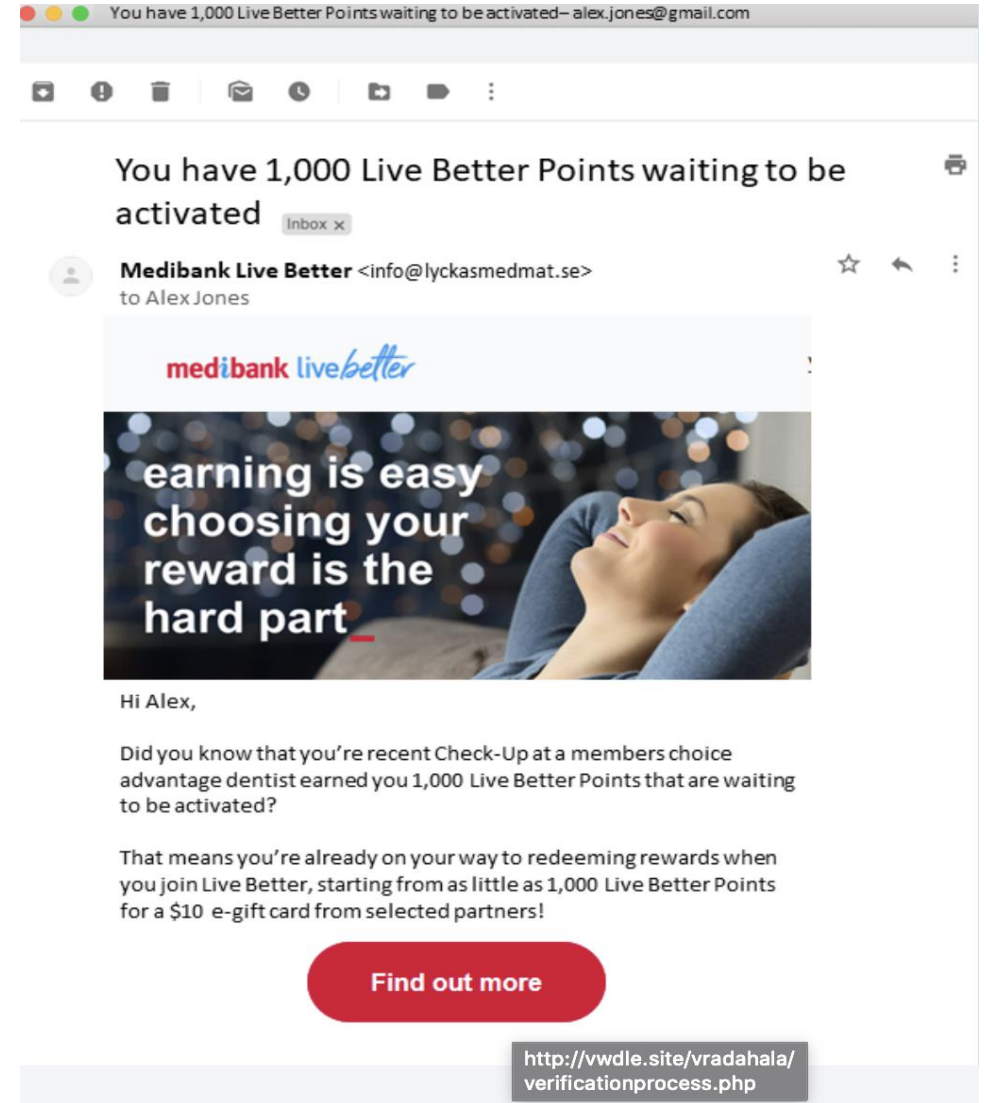 You have 1,000 Live Better Points waiting to be activated– alex.jones@gmail.com
You have 1,000 Live Better Points waiting to be
activated Inbox x
Medibank Live Better <info@lyckasmedmat.se>
to Alex Jones
medibank livebetter
earning is easy
choosing your
reward is the
hard part_
Hi Alex,
Did you know that you’re recent Check-Up at a members choice
advantage dentist earned you 1,000 Live Better Points that are waiting
to be activated?
That means you’re already on your way to redeeming rewards when
you join Live Better, starting from as little as 1,000 Live Better Points
for a $10 e-gift card from selected partners!
Find out more
http://vwdle.site/vradahala/
verificationprocess.php